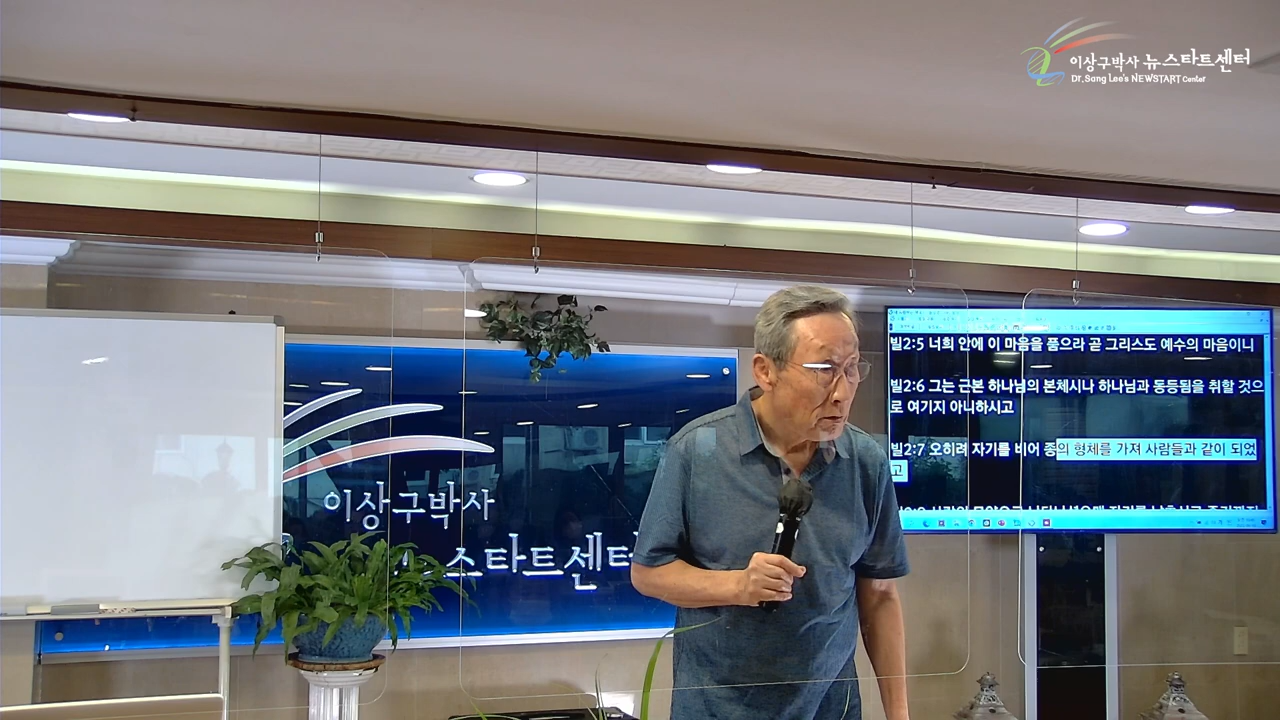 이상구박사 뉴스타트센터
Dr. Sang Lee's NEWSTART Center
빌2:5 너희 안에 이 마음을 품으라 곧 그리스도 예수의 마음이니
빌2:6 그는 근본 하나님의 본체시나 하나님과 동등됨을 취할 것으
로 여기지 아니하시고
빌2:7 오히려 자기를 비어 종의 형체를 가져 사람들과 같이 되었
고
이상구박사
스타트센터